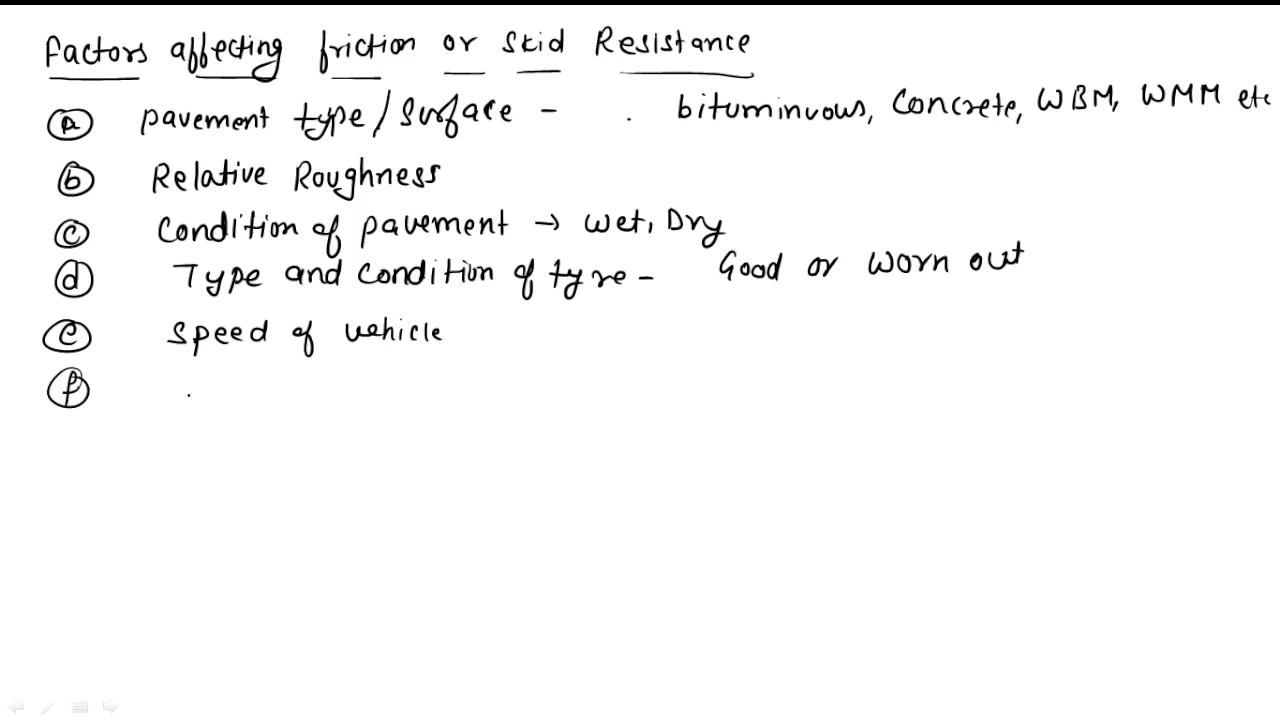 Factors affecting friction or Skid Resistance
(a) pavement type/Surface - . bituminuous, Concrete, WBM, WMM etc
(b) Relative Roughness
(c) Condition of pavement → Wet, Dry
(d) Type and condition of tyre - Good or Worn out
(e) Speed of vehicle
(f) .